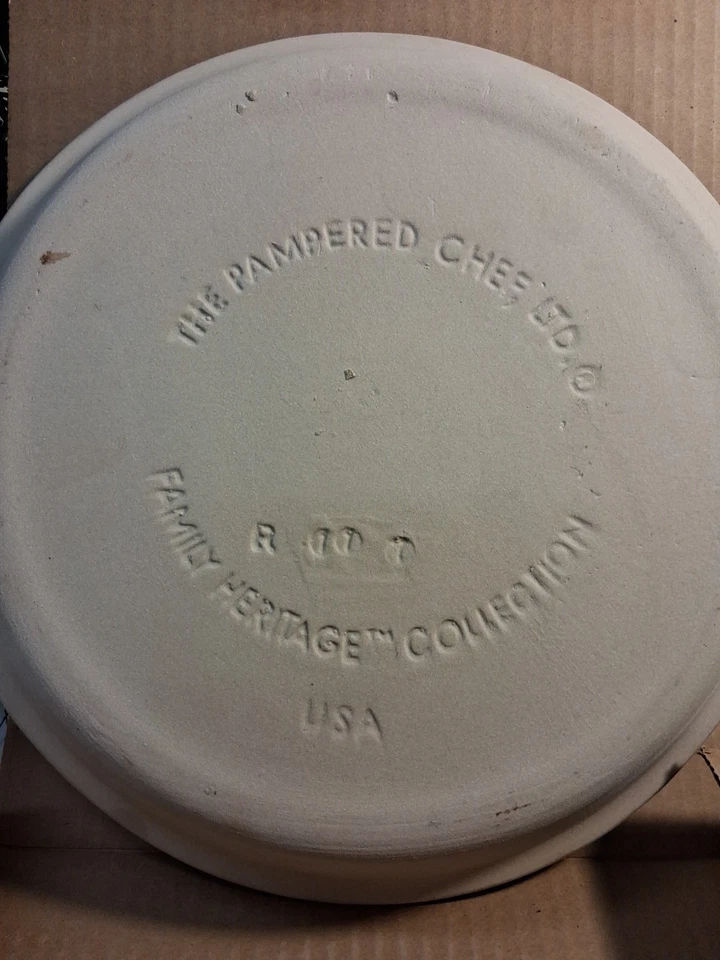 THE PAMPERED CHEF, LTD.©
R
FAMILY HERITAGE™ COLLECTION
USA